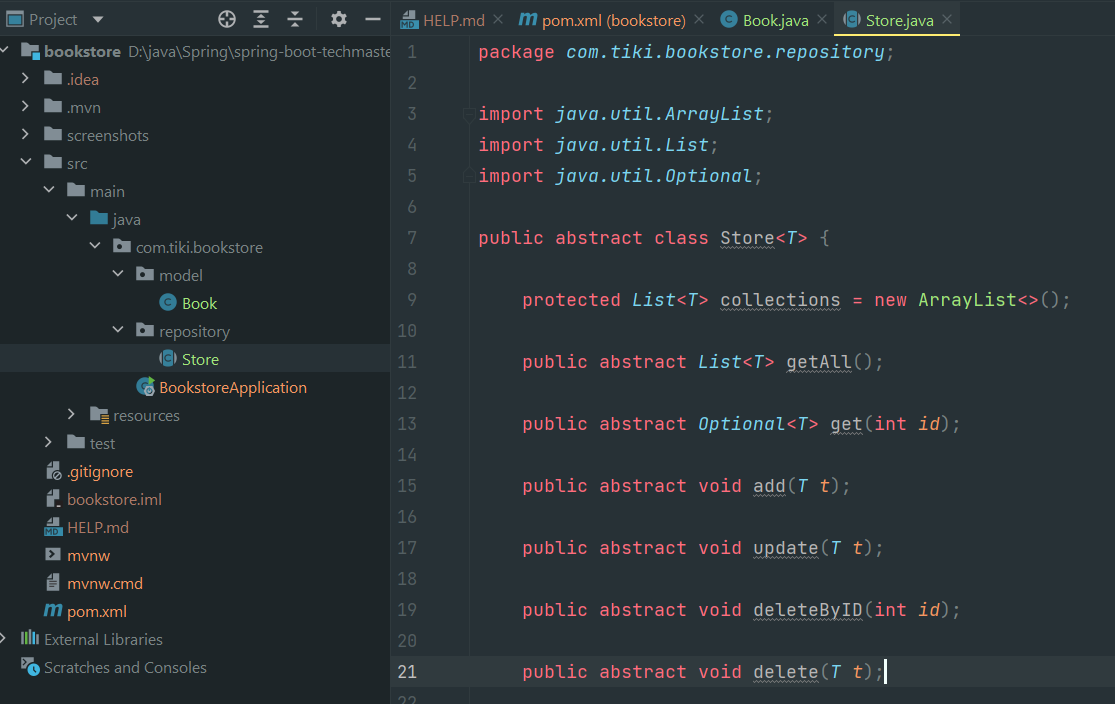 Project
HELP.md
pom.xml (bookstore)
Book.java
Store.java
bookstore D:\java\Spring\spring-boot-techmaste
.idea
.mvn
screenshots
src
main
java
com.tiki.bookstore
model
Book
repository
Store
BookstoreApplication
resources
test
.gitignore
bookstore.iml
HELP.md
mvnw
mvnw.cmd
pom.xml
External Libraries
Scratches and Consoles
1 package com.tiki.bookstore.repository;
2
3 import java.util.ArrayList;
4 import java.util.List;
5 import java.util.Optional;
6
7 public abstract class Store<T> {
8
9 protected List<T> collections = new ArrayList<>();
10
11 public abstract List<T> getAll();
12
13 public abstract Optional<T> get(int id);
14
15 public abstract void add(T t);
16
17 public abstract void update(T t);
18
19 public abstract void deleteByID(int id);
20
21 public abstract void delete(T t);
22